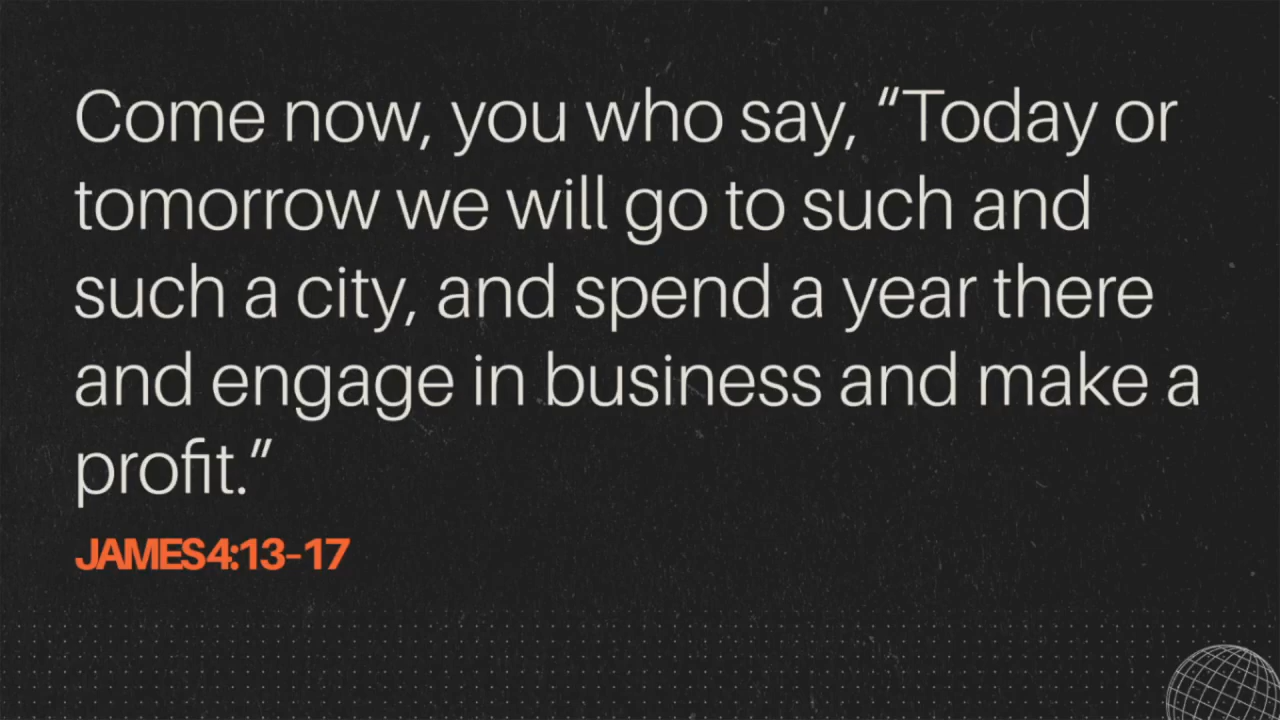 Come now, you who say, “Today or
tomorrow we will go to such and
such a city, and spend a year there
and engage in business and make a
profit.”
JAMES 4:13–17